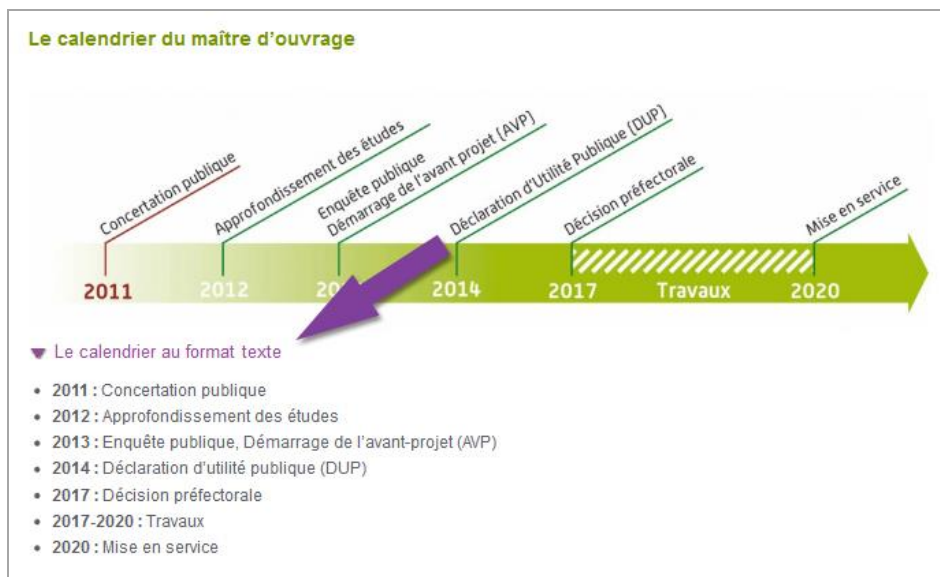 Le calendrier du maître d'ouvrage
Concertation publique
Approfondissement des études
Enquête publique
Démarrage de l'avant projet (AVP)
Déclaration d'Utilité Publique (DUP)
Décision préfectorale
Mise en service
2011
2012
2014
2017
Travaux
2020
Le calendrier au format texte
2011 : Concertation publique
2012 : Approfondissement des études
2013 : Enquête publique, Démarrage de l'avant-projet (AVP)
2014 : Déclaration d'utilité publique (DUP)
2017 : Décision préfectorale
2017-2020 : Travaux
2020 : Mise en service